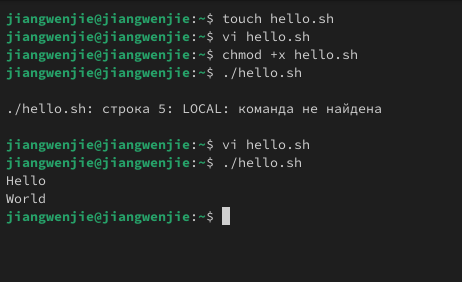 jiangwenjie@jiangwenjie:~$ touch hello.sh
jiangwenjie@jiangwenjie:~$ vi hello.sh
jiangwenjie@jiangwenjie:~$ chmod +x hello.sh
jiangwenjie@jiangwenjie:~$ ./hello.sh
./hello.sh: строка 5: LOCAL: команда не найдена
jiangwenjie@jiangwenjie:~$ vi hello.sh
jiangwenjie@jiangwenjie:~$ ./hello.sh
Hello
World
jiangwenjie@jiangwenjie:~$